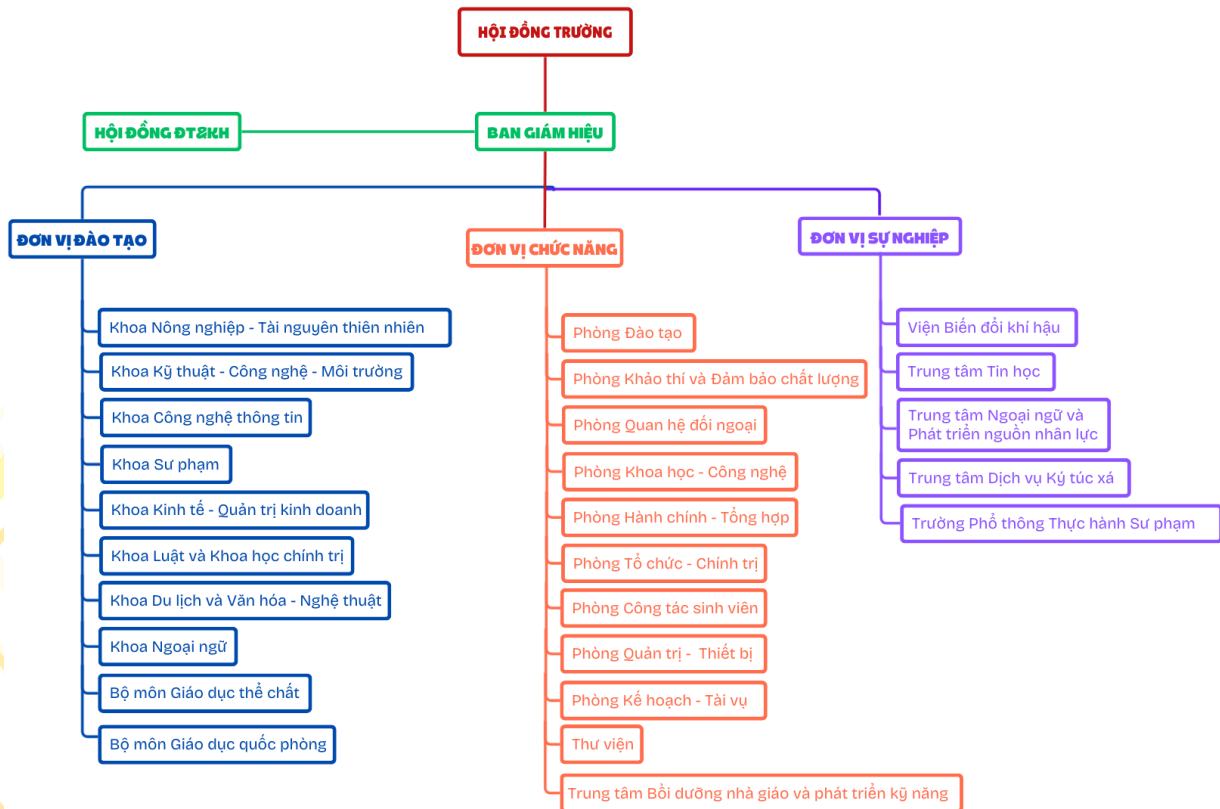 HỘI ĐỒNG TRƯỜNG
HỘI ĐỒNG ĐT&KH
BAN GIÁM HIỆU
ĐƠN VỊ ĐÀO TẠO
Khoa Nông nghiệp - Tài nguyên thiên nhiên
Khoa Kỹ thuật - Công nghệ - Môi trường
Khoa Công nghệ thông tin
Khoa Sư phạm
Khoa Kinh tế - Quản trị kinh doanh
Khoa Luật và Khoa học chính trị
Khoa Du lịch và Văn hóa - Nghệ thuật
Khoa Ngoại ngữ
Bộ môn Giáo dục thể chất
Bộ môn Giáo dục quốc phòng
ĐƠN VỊ CHỨC NĂNG
Phòng Đào tạo
Phòng Khảo thí và Đảm bảo chất lượng
Phòng Quan hệ đối ngoại
Phòng Khoa học - Công nghệ
Phòng Hành chính - Tổng hợp
Phòng Tổ chức - Chính trị
Phòng Công tác sinh viên
Phòng Quản trị - Thiết bị
Phòng Kế hoạch - Tài vụ
Thư viện
Trung tâm Bồi dưỡng nhà giáo và phát triển kỹ năng
ĐƠN VỊ SỰ NGHIỆP
Viện Biến đổi khí hậu
Trung tâm Tin học
Trung tâm Ngoại ngữ và
Phát triển nguồn nhân lực
Trung tâm Dịch vụ Ký túc xá
Trường Phổ thông Thực hành Sư phạm